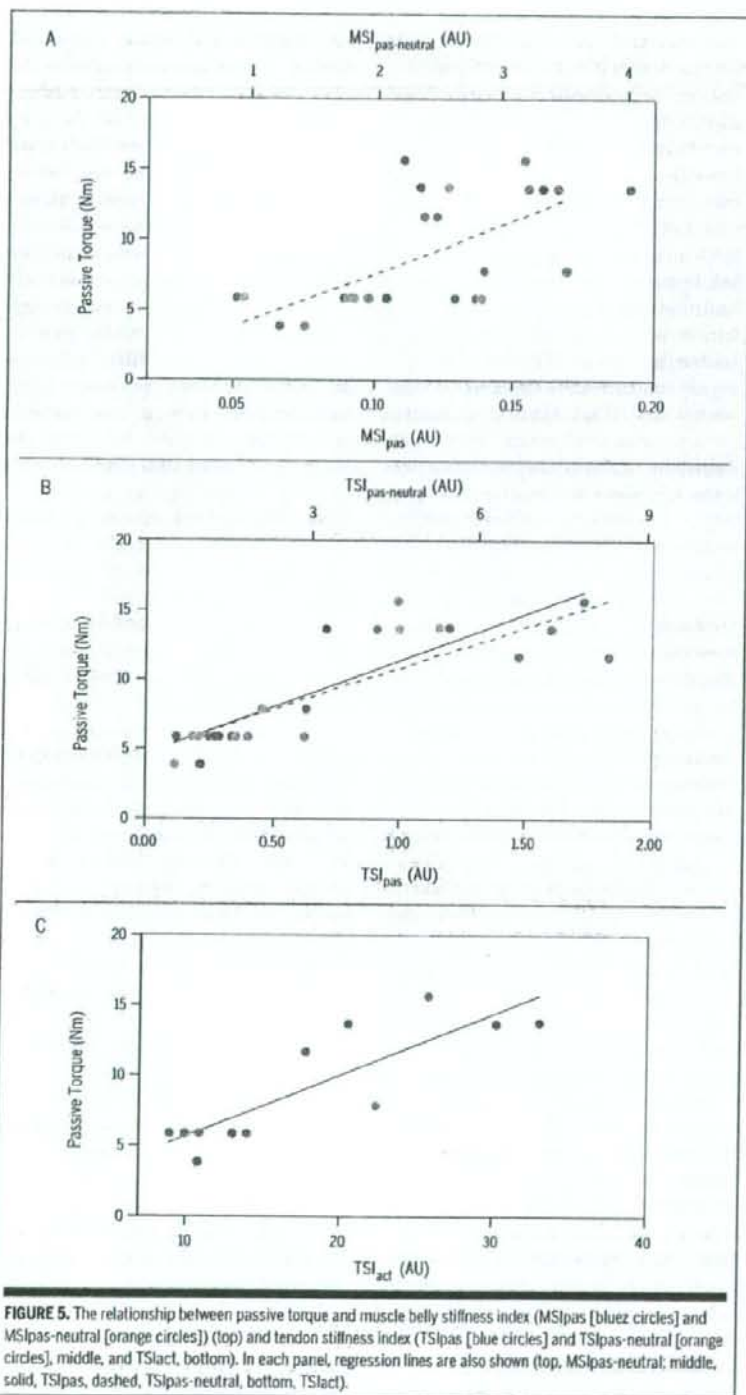 A
MSIpas-neutral (AU)
1 2 3 4
20
15
10
5
0
Passive Torque (Nm)
0.05 0.10 0.15 0.20
MSIpas (AU)
B
TSIpas-neutral (AU)
3 6 9
20
15
10
5
0
Passive Torque (Nm)
0.00 0.50 1.00 1.50 2.00
TSIpas (AU)
C
20
15
10
5
0
Passive Torque (Nm)
10 20 30 40
TSIact (AU)
FIGURE 5. The relationship between passive torque and muscle belly stiffness index (MSIpas [bluez circles] and
MSIpas-neutral [orange circles]) (top) and tendon stiffness index (TSIpas [blue circles] and TSIpas-neutral [orange
circles], middle, and TSIact, bottom). In each panel, regression lines are also shown (top, MSIpas-neutral; middle,
solid, TSIpas, dashed, TSIpas-neutral, bottom, TSIact).